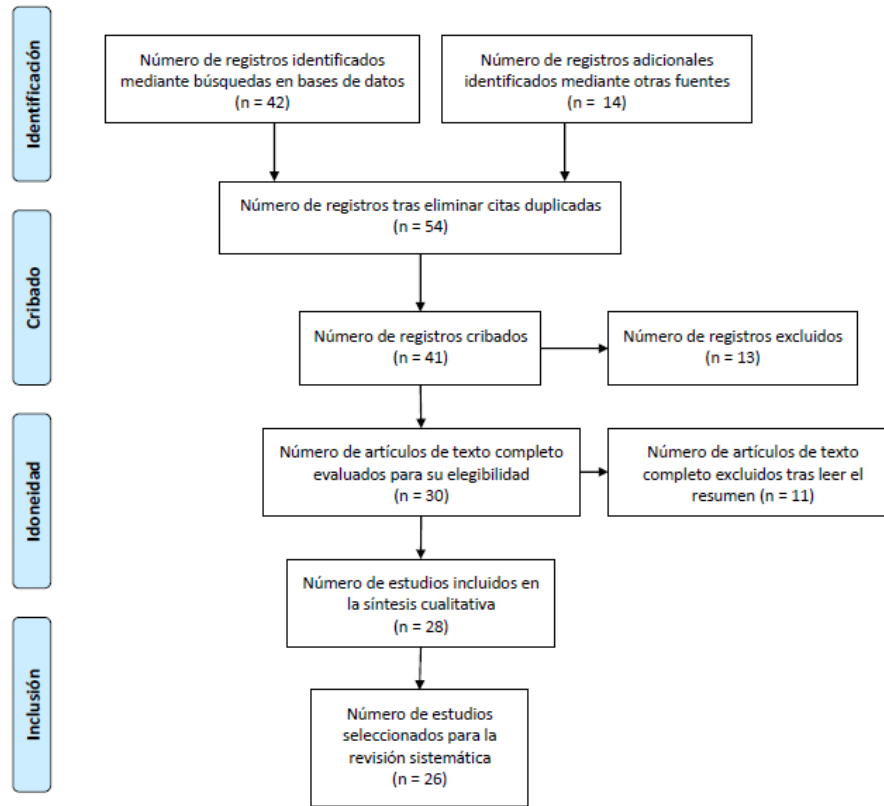 Identificación
Número de registros identificados
mediante búsquedas en bases de datos
(n = 42)
Número de registros adicionales
identificados mediante otras fuentes
(n = 14)
Número de registros tras eliminar citas duplicadas
(n = 54)
Cribado
Número de registros cribados
(n = 41)
Número de registros excluidos
(n = 13)
Idoneidad
Número de artículos de texto completo
evaluados para su elegibilidad
(n = 30)
Número de artículos de texto
completo excluidos tras leer el
resumen (n = 11)
Número de estudios incluidos en
la síntesis cualitativa
(n = 28)
Inclusión
Número de estudios
seleccionados para la
revisión sistemática
(n = 26)